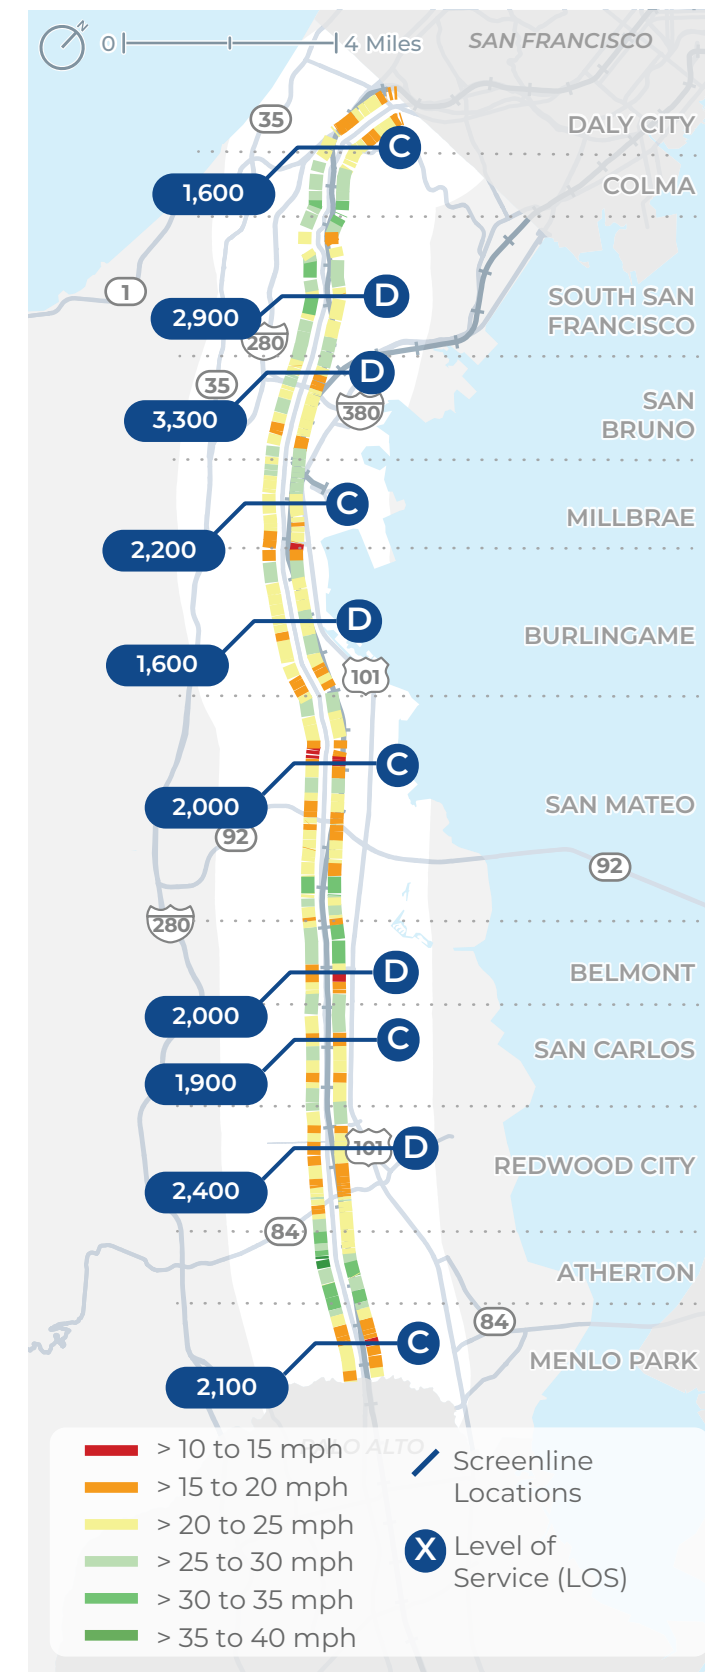 N
0
4 Miles
SAN FRANCISCO
35
DALY CITY
C
COLMA
1,600
1
D
SOUTH SAN
FRANCISCO
2,900
280
D
35
380
3,300
SAN
BRUNO
C
MILLBRAE
2,200
D
BURLINGAME
1,600
101
C
2,000
SAN MATEO
92
92
280
D
BELMONT
2,000
C
SAN CARLOS
1,900
101
D
REDWOOD CITY
2,400
84
ATHERTON
84
C
MENLO PARK
2,100
PALO ALTO
> 10 to 15 mph
> 15 to 20 mph
> 20 to 25 mph
> 25 to 30 mph
> 30 to 35 mph
> 35 to 40 mph
Screenline
Locations
X
Level of
Service (LOS)